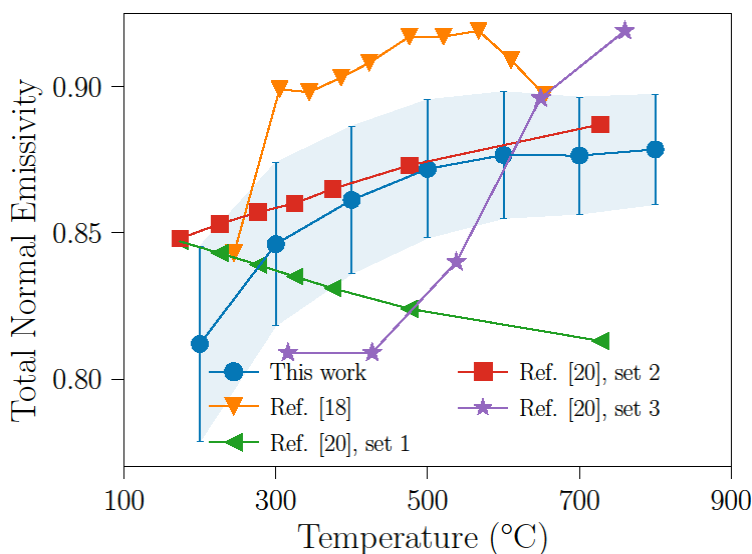 Total Normal Emissivity
0.90
0.85
0.80
This work
Ref. [18]
Ref. [20], set 1
Ref. [20], set 2
Ref. [20], set 3
100
300
500
700
900
Temperature (°C)